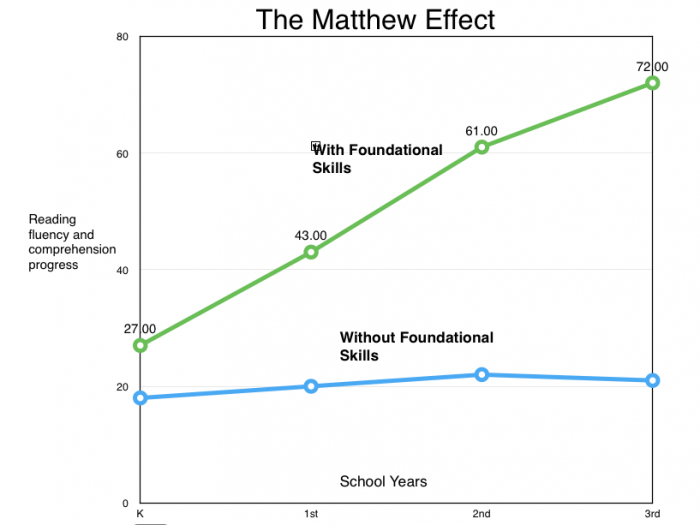 The Matthew Effect
80
72.00
61.00
With Foundational
Skills
60
Reading
fluency and
comprehension
progress
43.00
40
27.00
Without Foundational
Skills
20
School Years
0
K 1st 2nd 3rd